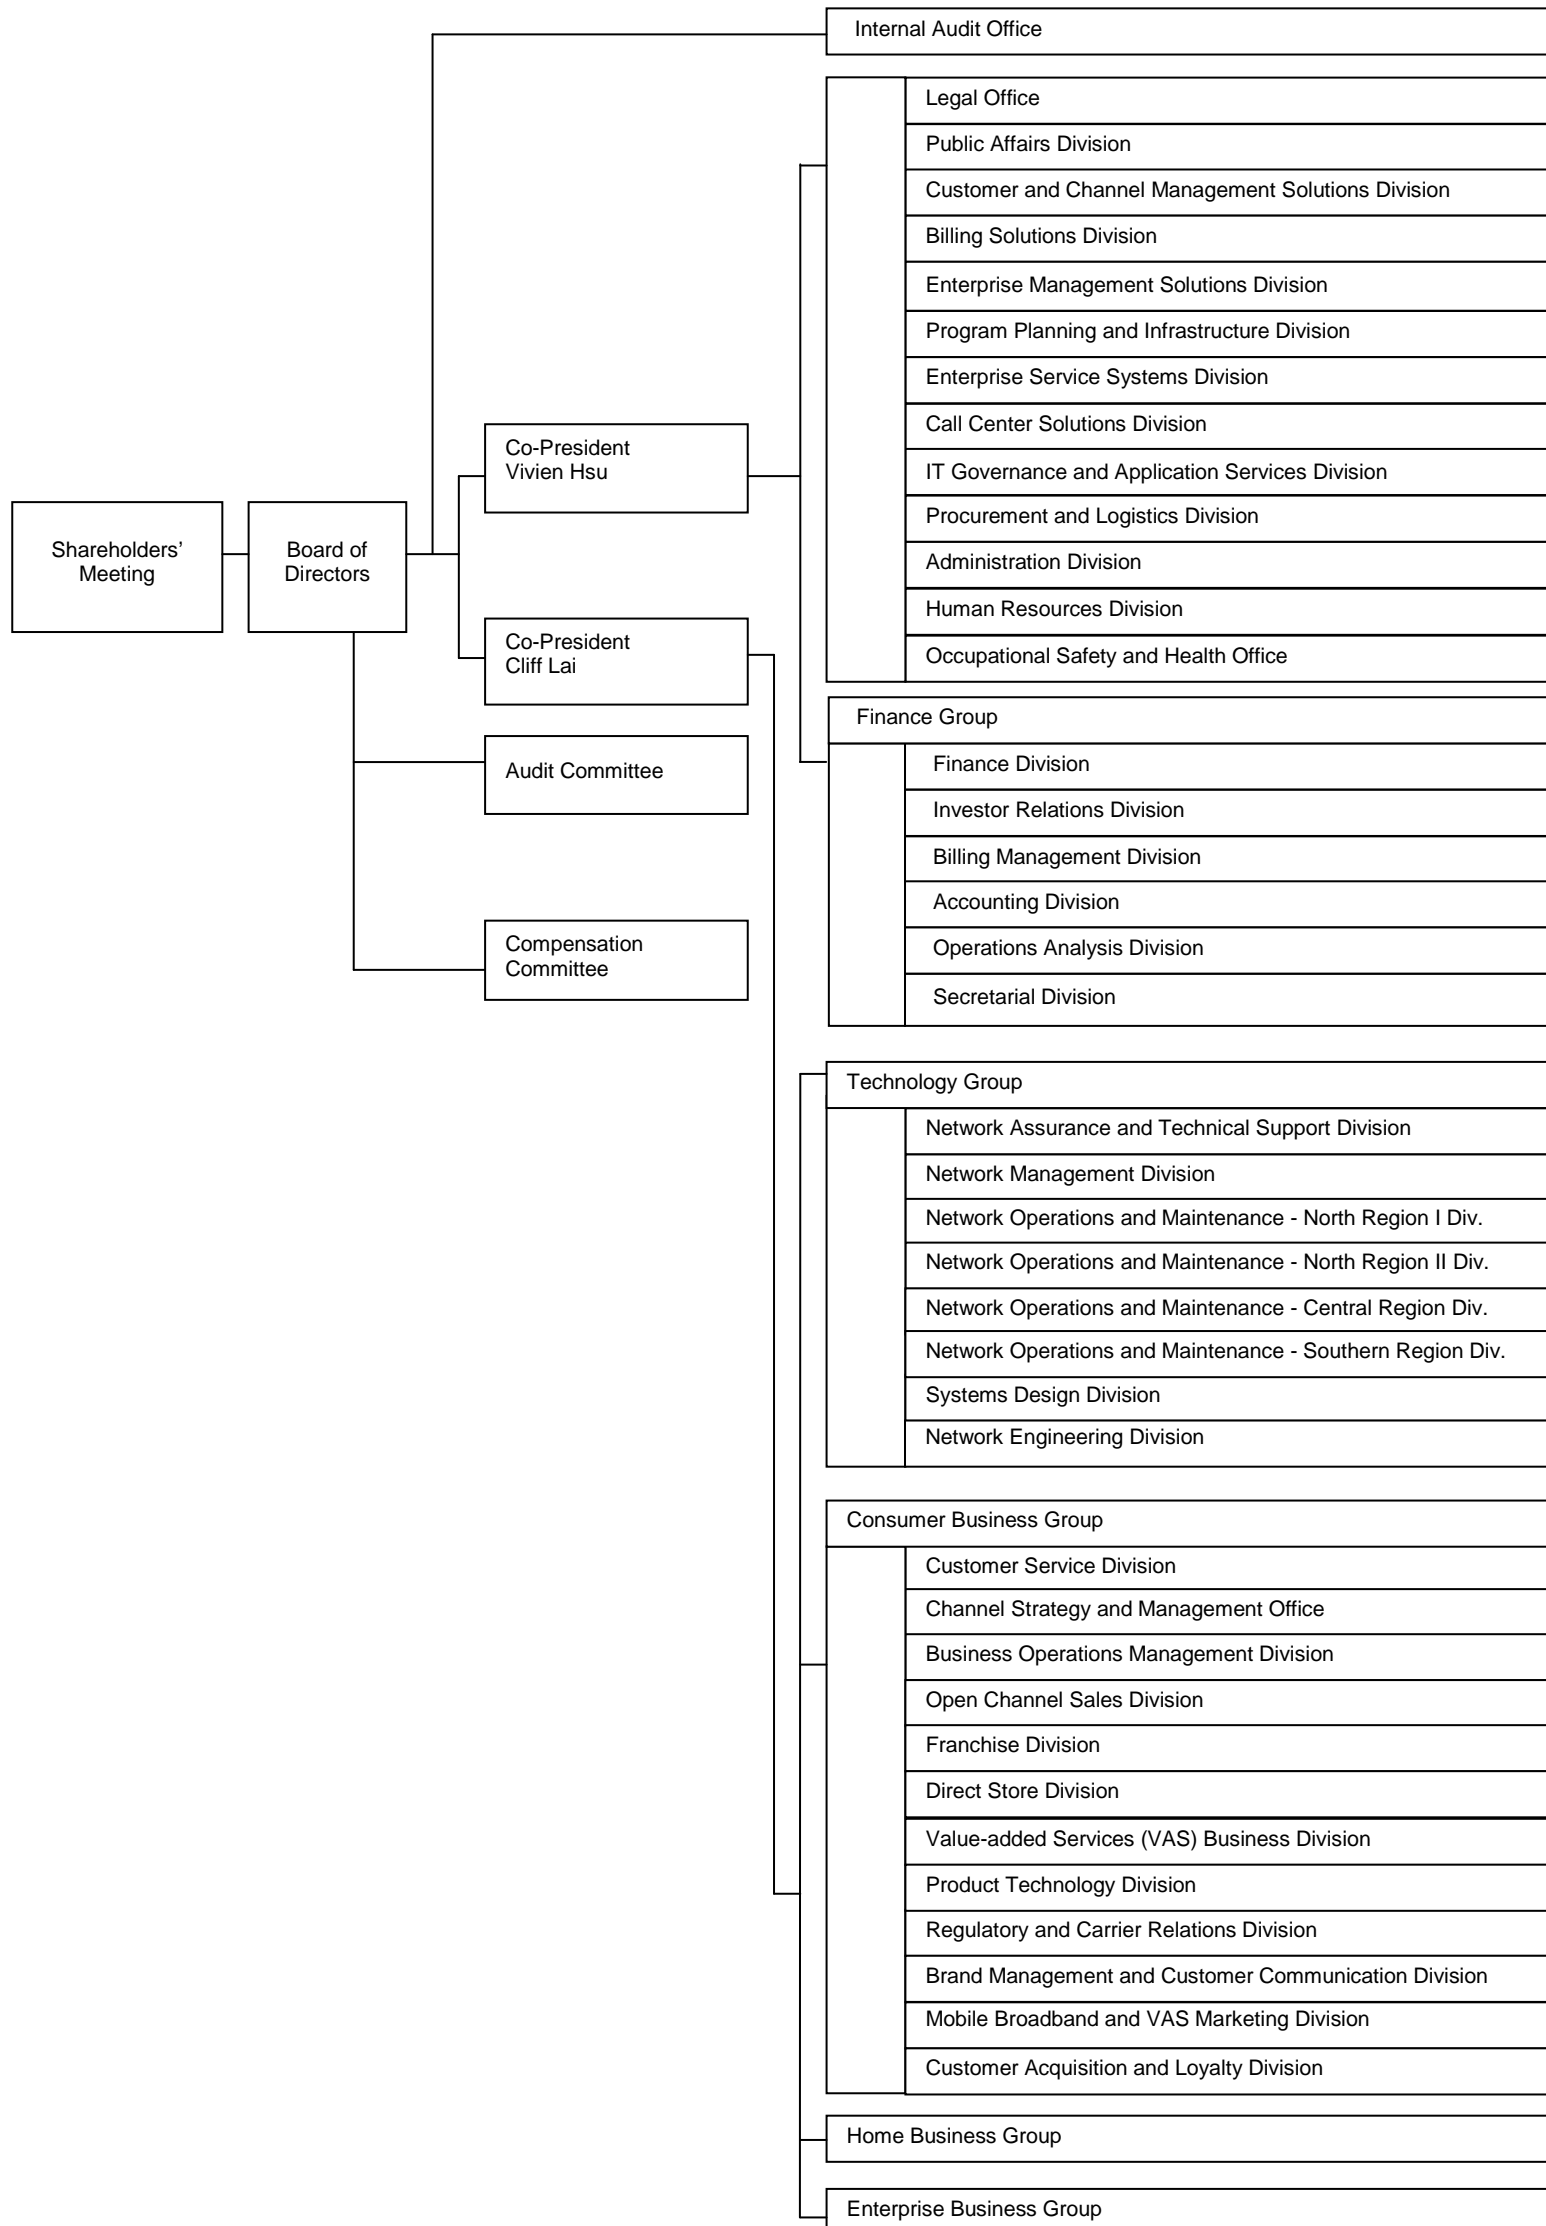 Internal Audit Office
Legal Office
Public Affairs Division
Customer and Channel Management Solutions Division
Billing Solutions Division
Enterprise Management Solutions Division
Program Planning and Infrastructure Division
Enterprise Service Systems Division
Call Center Solutions Division
IT Governance and Application Services Division
Procurement and Logistics Division
Administration Division
Human Resources Division
Occupational Safety and Health Office
Co-President
Vivien Hsu
Shareholders'
Meeting
Board of
Directors
Co-President
Cliff Lai
Audit Committee
Compensation
Committee
Finance Group
Finance Division
Investor Relations Division
Billing Management Division
Accounting Division
Operations Analysis Division
Secretarial Division
Technology Group
Network Assurance and Technical Support Division
Network Management Division
Network Operations and Maintenance - North Region I Div.
Network Operations and Maintenance - North Region II Div.
Network Operations and Maintenance - Central Region Div.
Network Operations and Maintenance - Southern Region Div.
Systems Design Division
Network Engineering Division
Consumer Business Group
Customer Service Division
Channel Strategy and Management Office
Business Operations Management Division
Open Channel Sales Division
Franchise Division
Direct Store Division
Value-added Services (VAS) Business Division
Product Technology Division
Regulatory and Carrier Relations Division
Brand Management and Customer Communication Division
Mobile Broadband and VAS Marketing Division
Customer Acquisition and Loyalty Division
Home Business Group
Enterprise Business Group